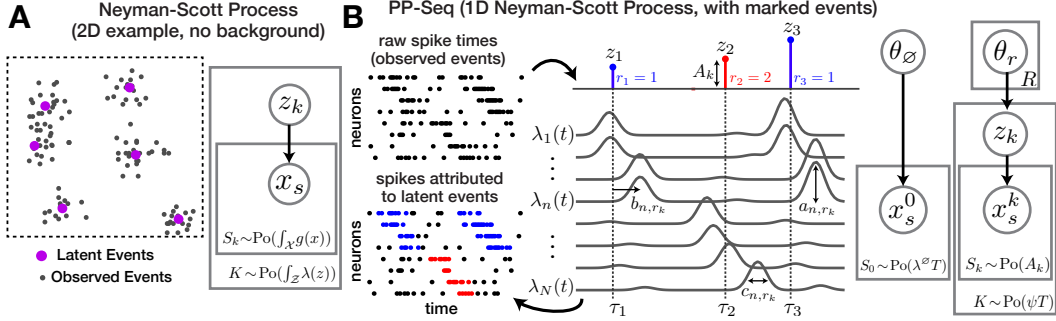 A
Neyman-Scott Process
(2D example, no background)
Latent Events
Observed Events
z_k
x_s
S_k∼Po(∫_𝒳 g(x))
K∼Po(∫_𝒵 λ(z))
B
PP-Seq (1D Neyman-Scott Process, with marked events)
raw spike times
(observed events)
neurons
spikes attributed
to latent events
neurons
time
z_1
z_2
z_3
A_k
r_1 = 1
r_2 = 2
r_3 = 1
λ_1(t)
⋮
λ_n(t)
⋮
λ_N(t)
b_{n,r_k}
a_{n,r_k}
c_{n,r_k}
τ_1
τ_2
τ_3
θ_∅
x_s^0
S_0∼Po(λ^∅T)
θ_r
R
z_k
x_s^k
S_k∼Po(A_k)
K∼Po(ψT)